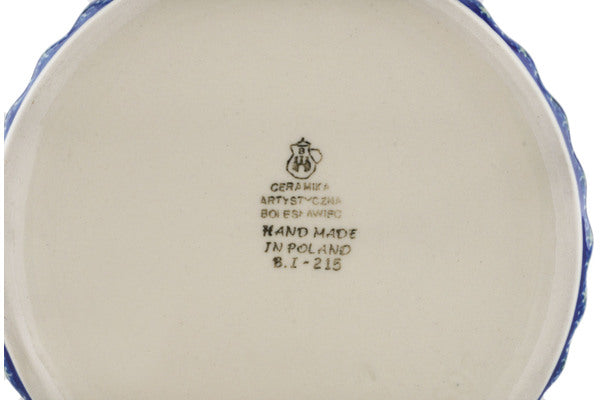 CERAMIKA
ARTYSTYCZNA
BOLESŁAWIEC
HAND MADE
IN POLAND
B.I-215